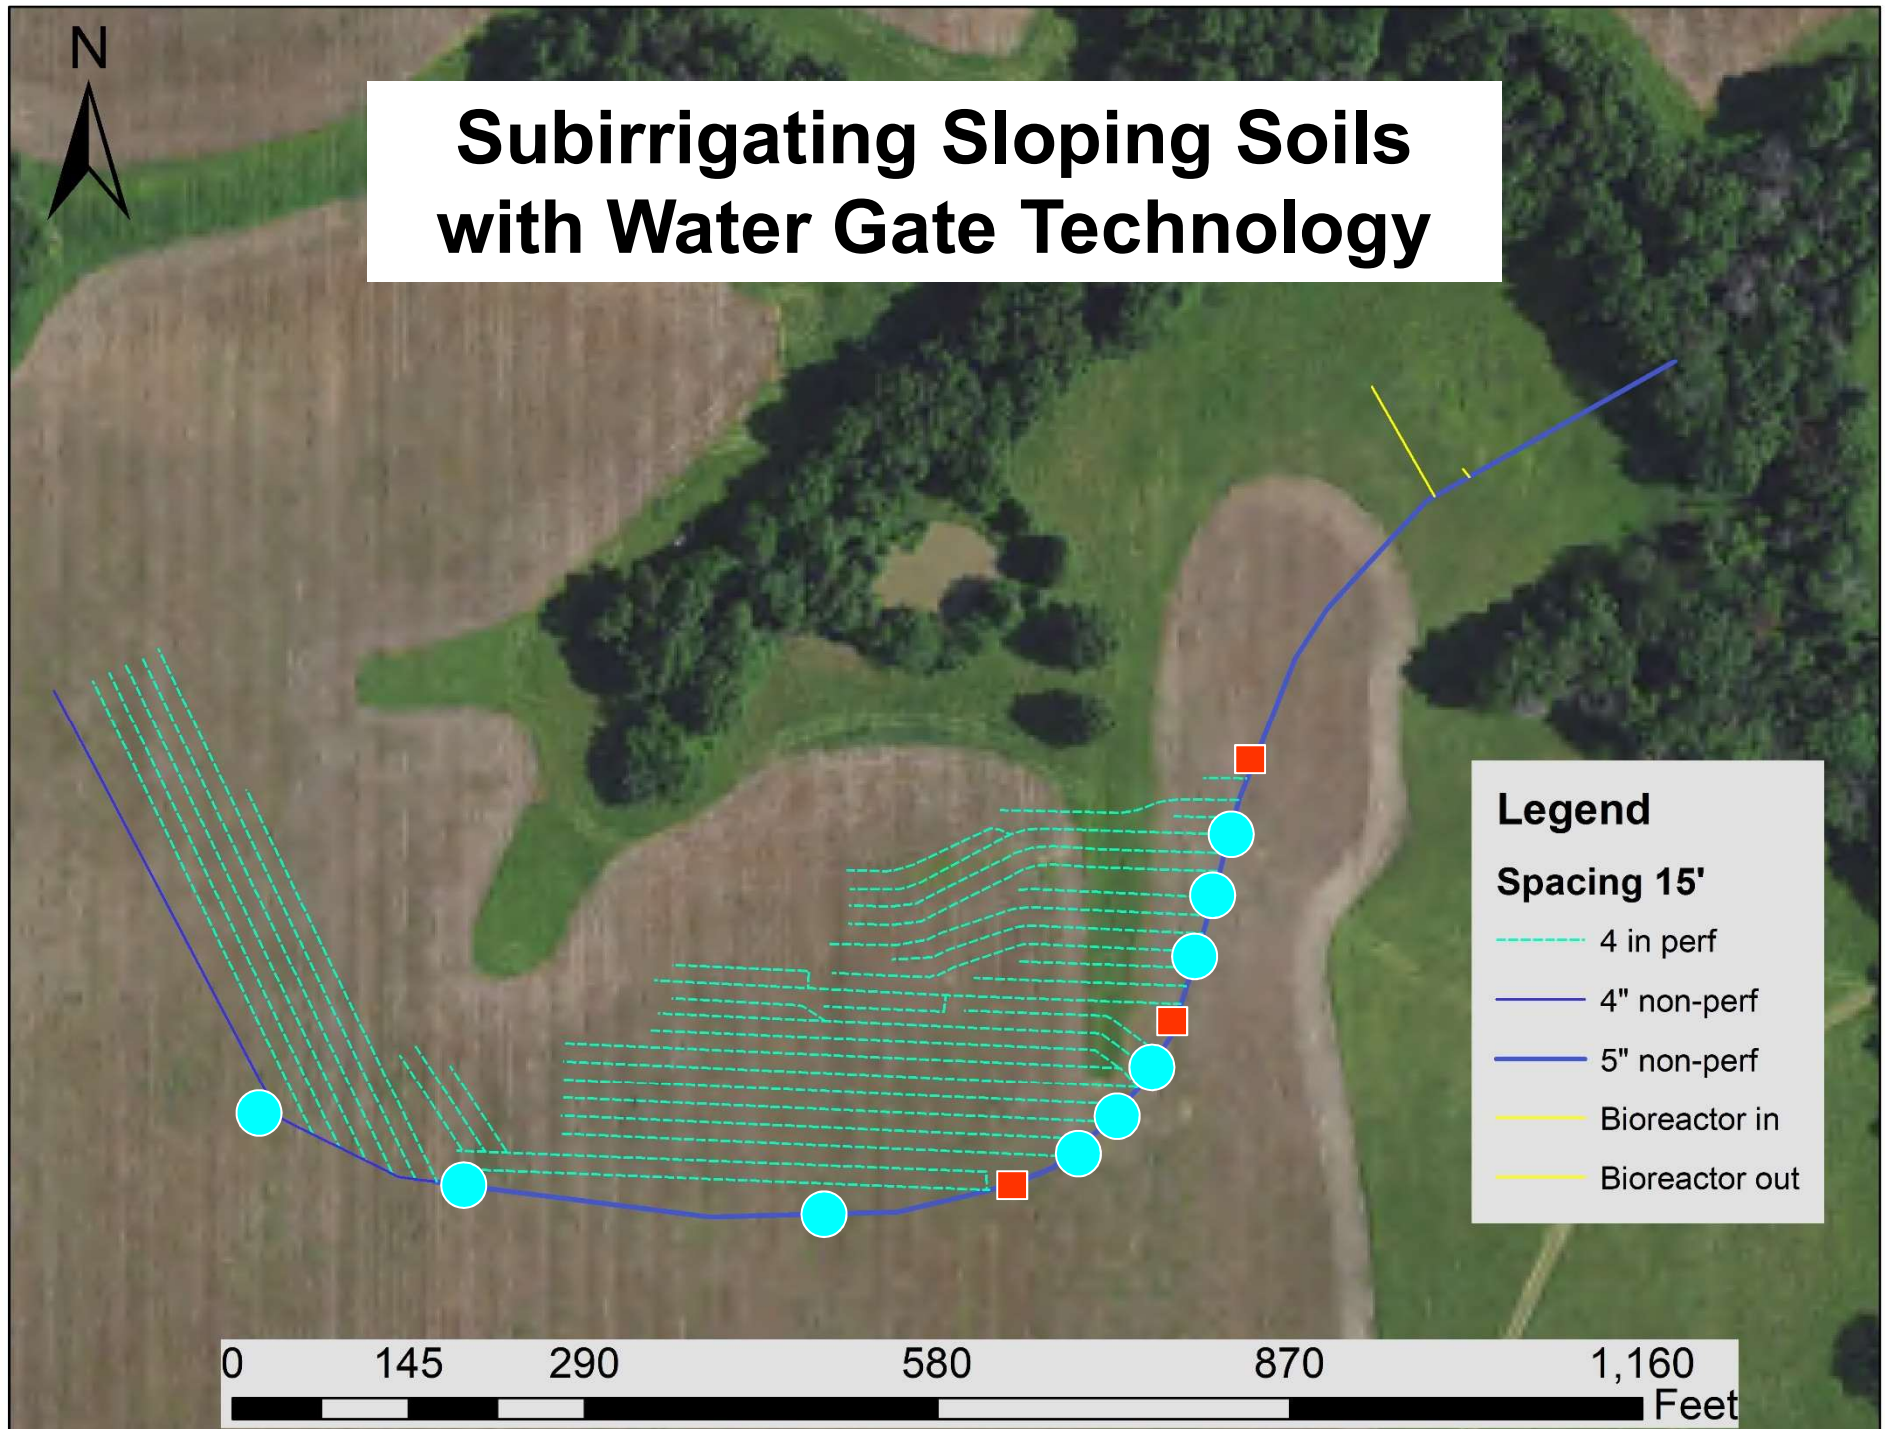 N
Subirrigating Sloping Soils
with Water Gate Technology
Legend
Spacing 15'
4 in perf
4" non-perf
5" non-perf
Bioreactor in
Bioreactor out
0 145 290 580 870 1,160
Feet